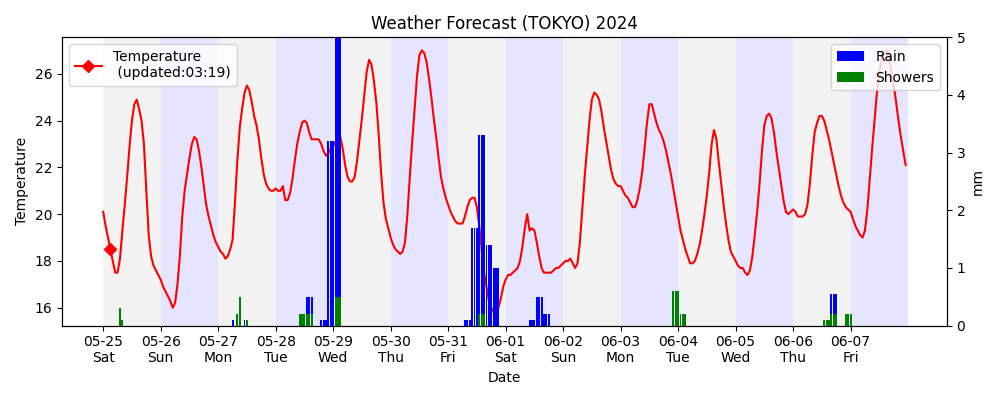 Weather Forecast (TOKYO) 2024
Temperature
(updated:03:19)
Rain
Showers
Temperature
26
24
22
20
18
16
5
4
3
2
1
0
mm
05-25 05-26 05-27 05-28 05-29 05-30 05-31 06-01 06-02 06-03 06-04 06-05 06-06 06-07
Sat Sun Mon Tue Wed Thu Fri Sat Sun Mon Tue Wed Thu Fri
Date